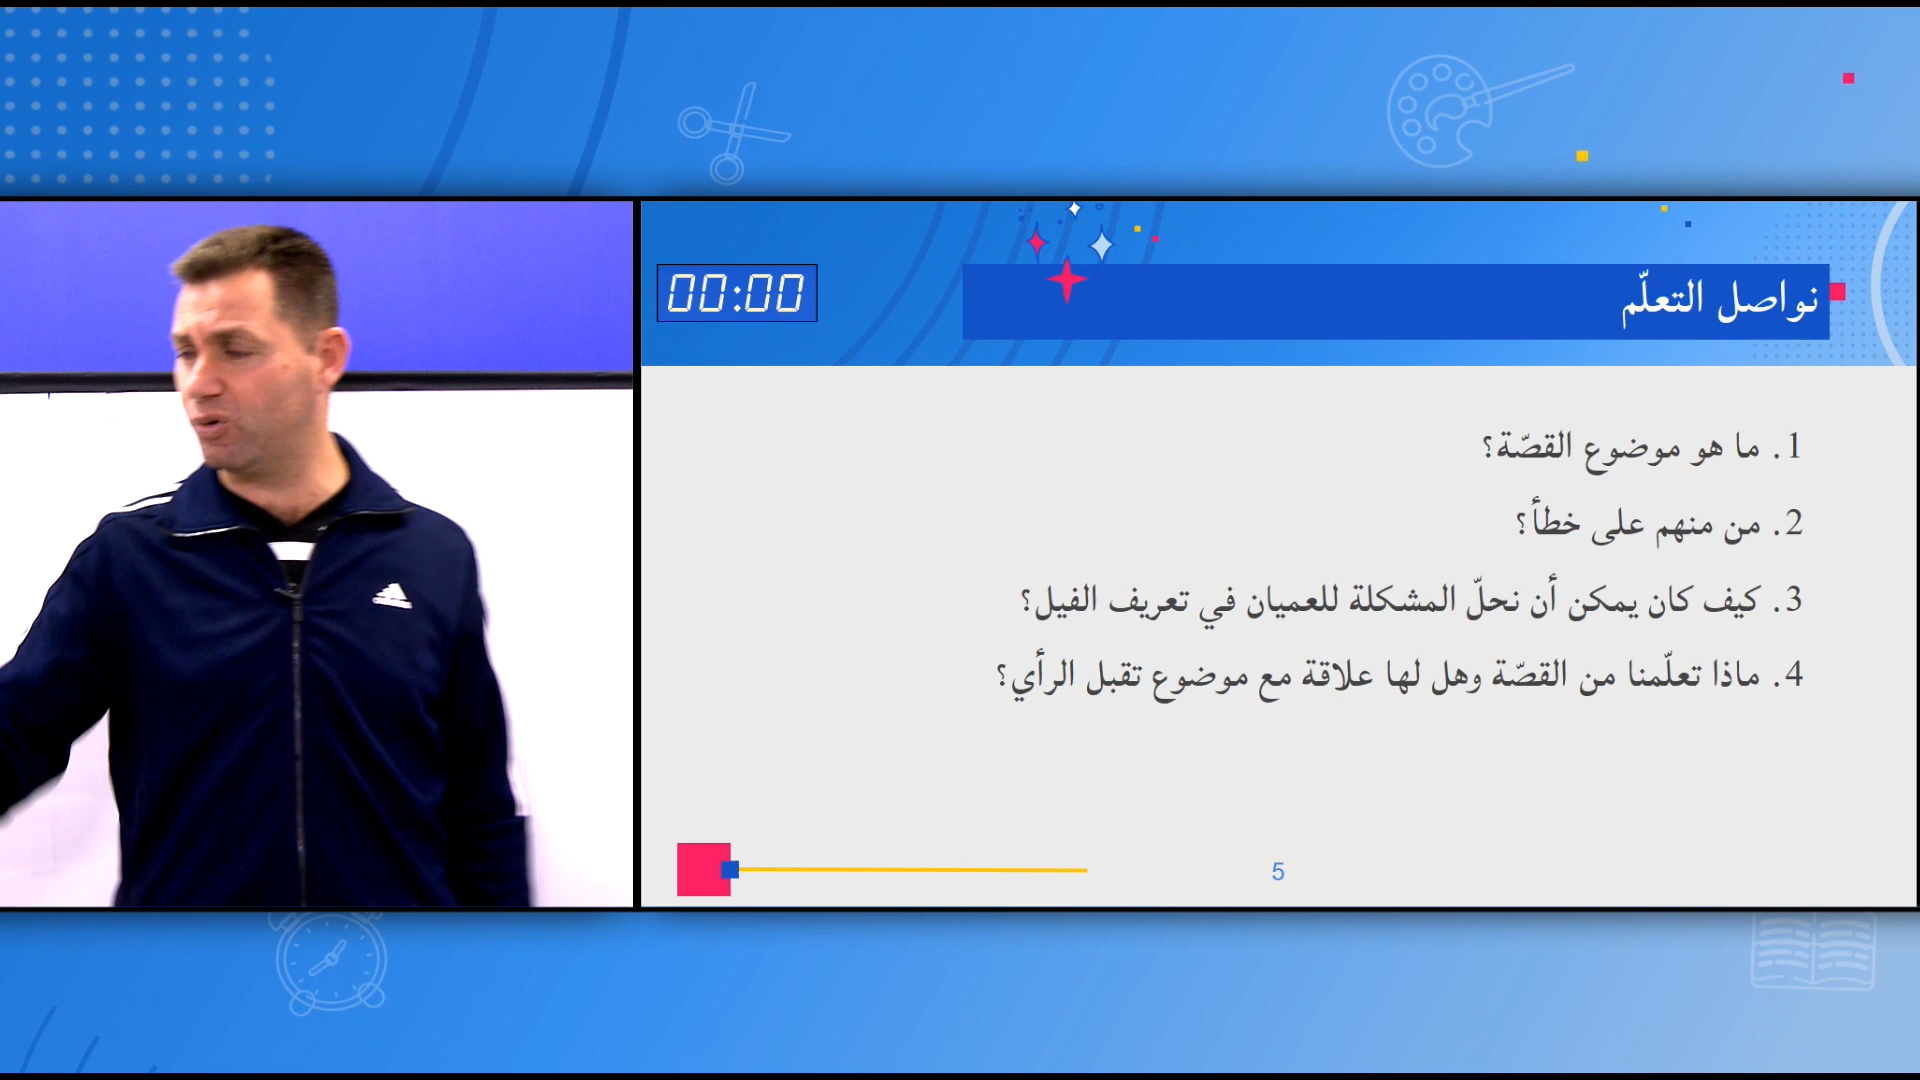 نواصل التعلّم
00:00
1. ما هو موضوع القصّة؟
2. من منهم على خطأ؟
3. كيف كان يمكن أن نحلّ المشكلة للعميان في تعريف الفيل؟
4. ماذا تعلّمنا من القصّة وهل لها علاقة مع موضوع تقبل الرأي؟
5